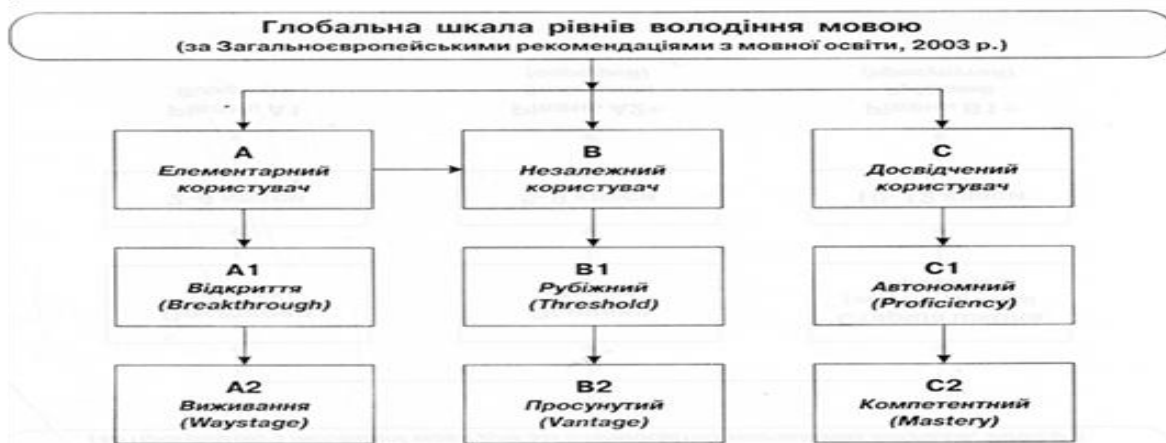 Глобальна шкала рівнів володіння мовою
(за Загальноєвропейськими рекомендаціями з мовної освіти, 2003 р.)
A
Елементарний
користувач
B
Незалежний
користувач
C
Досвідчений
користувач
A1
Відкриття
(Breakthrough)
B1
Рубіжний
(Threshold)
C1
Автономний
(Proficiency)
A2
Виживання
(Waystage)
B2
Просунутий
(Vantage)
C2
Компетентний
(Mastery)